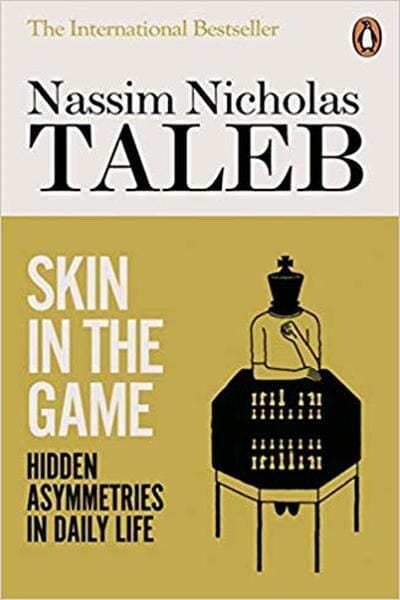 The International Bestseller
Nassim Nicholas
TALEB
SKIN
IN THE
GAME
HIDDEN
ASYMMETRIES
IN DAILY LIFE